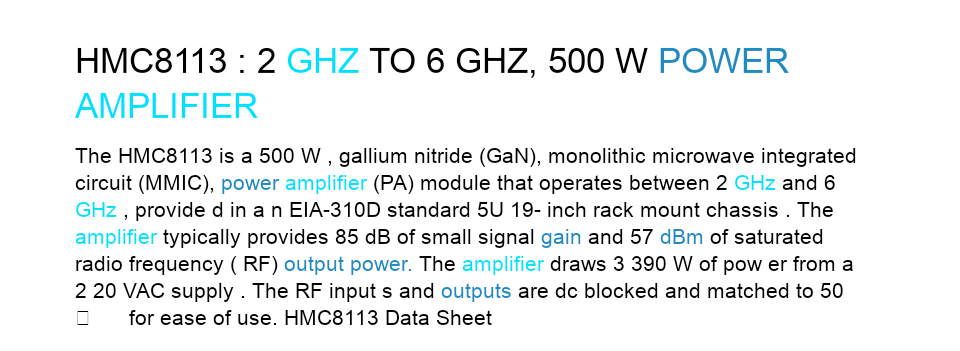 HMC8113 : 2 GHZ TO 6 GHZ, 500 W POWER
AMPLIFIER
The HMC8113 is a 500 W , gallium nitride (GaN), monolithic microwave integrated
circuit (MMIC), power amplifier (PA) module that operates between 2 GHz and 6
GHz , provide d in a n EIA-310D standard 5U 19- inch rack mount chassis . The
amplifier typically provides 85 dB of small signal gain and 57 dBm of saturated
radio frequency ( RF) output power. The amplifier draws 3 390 W of pow er from a
2 20 VAC supply . The RF input s and outputs are dc blocked and matched to 50
□ for ease of use. HMC8113 Data Sheet